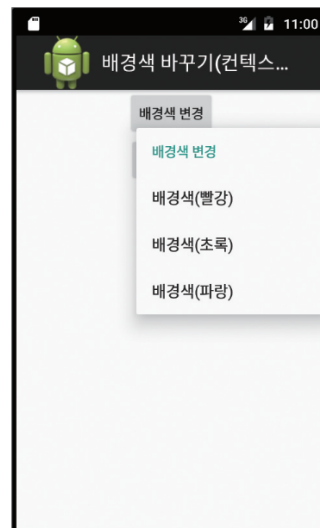 3G 11:00
배경색 바꾸기(컨텍스...
배경색 변경
배경색 변경
배경색(빨강)
배경색(초록)
배경색(파랑)